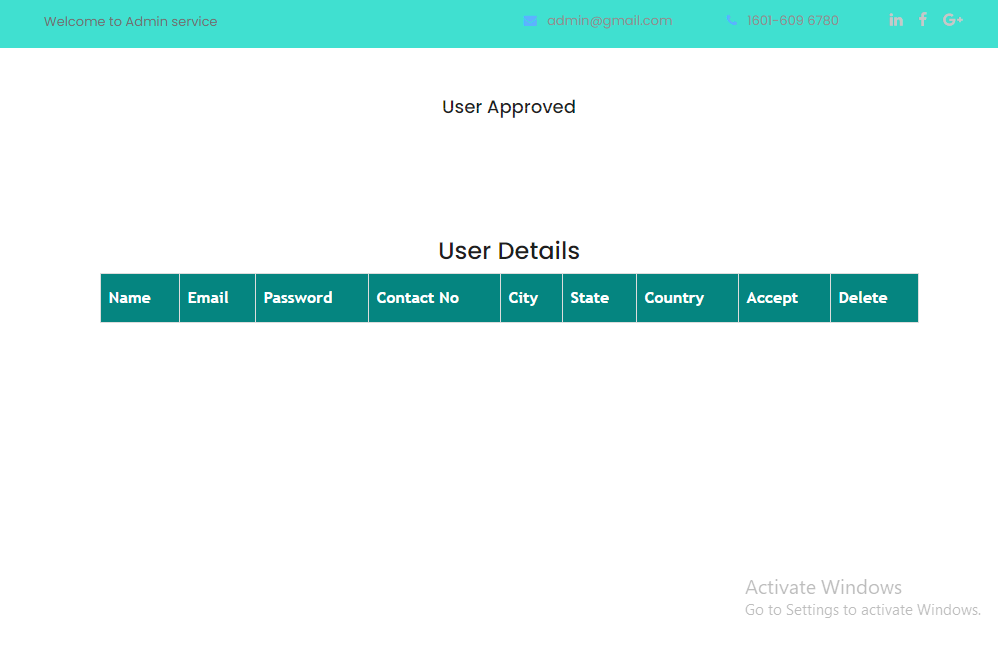 Welcome to Admin service admin@gmail.com 1601-609 6780 in f G+
User Approved
User Details
Name Email Password Contact No City State Country Accept Delete
Activate Windows
Go to Settings to activate Windows.